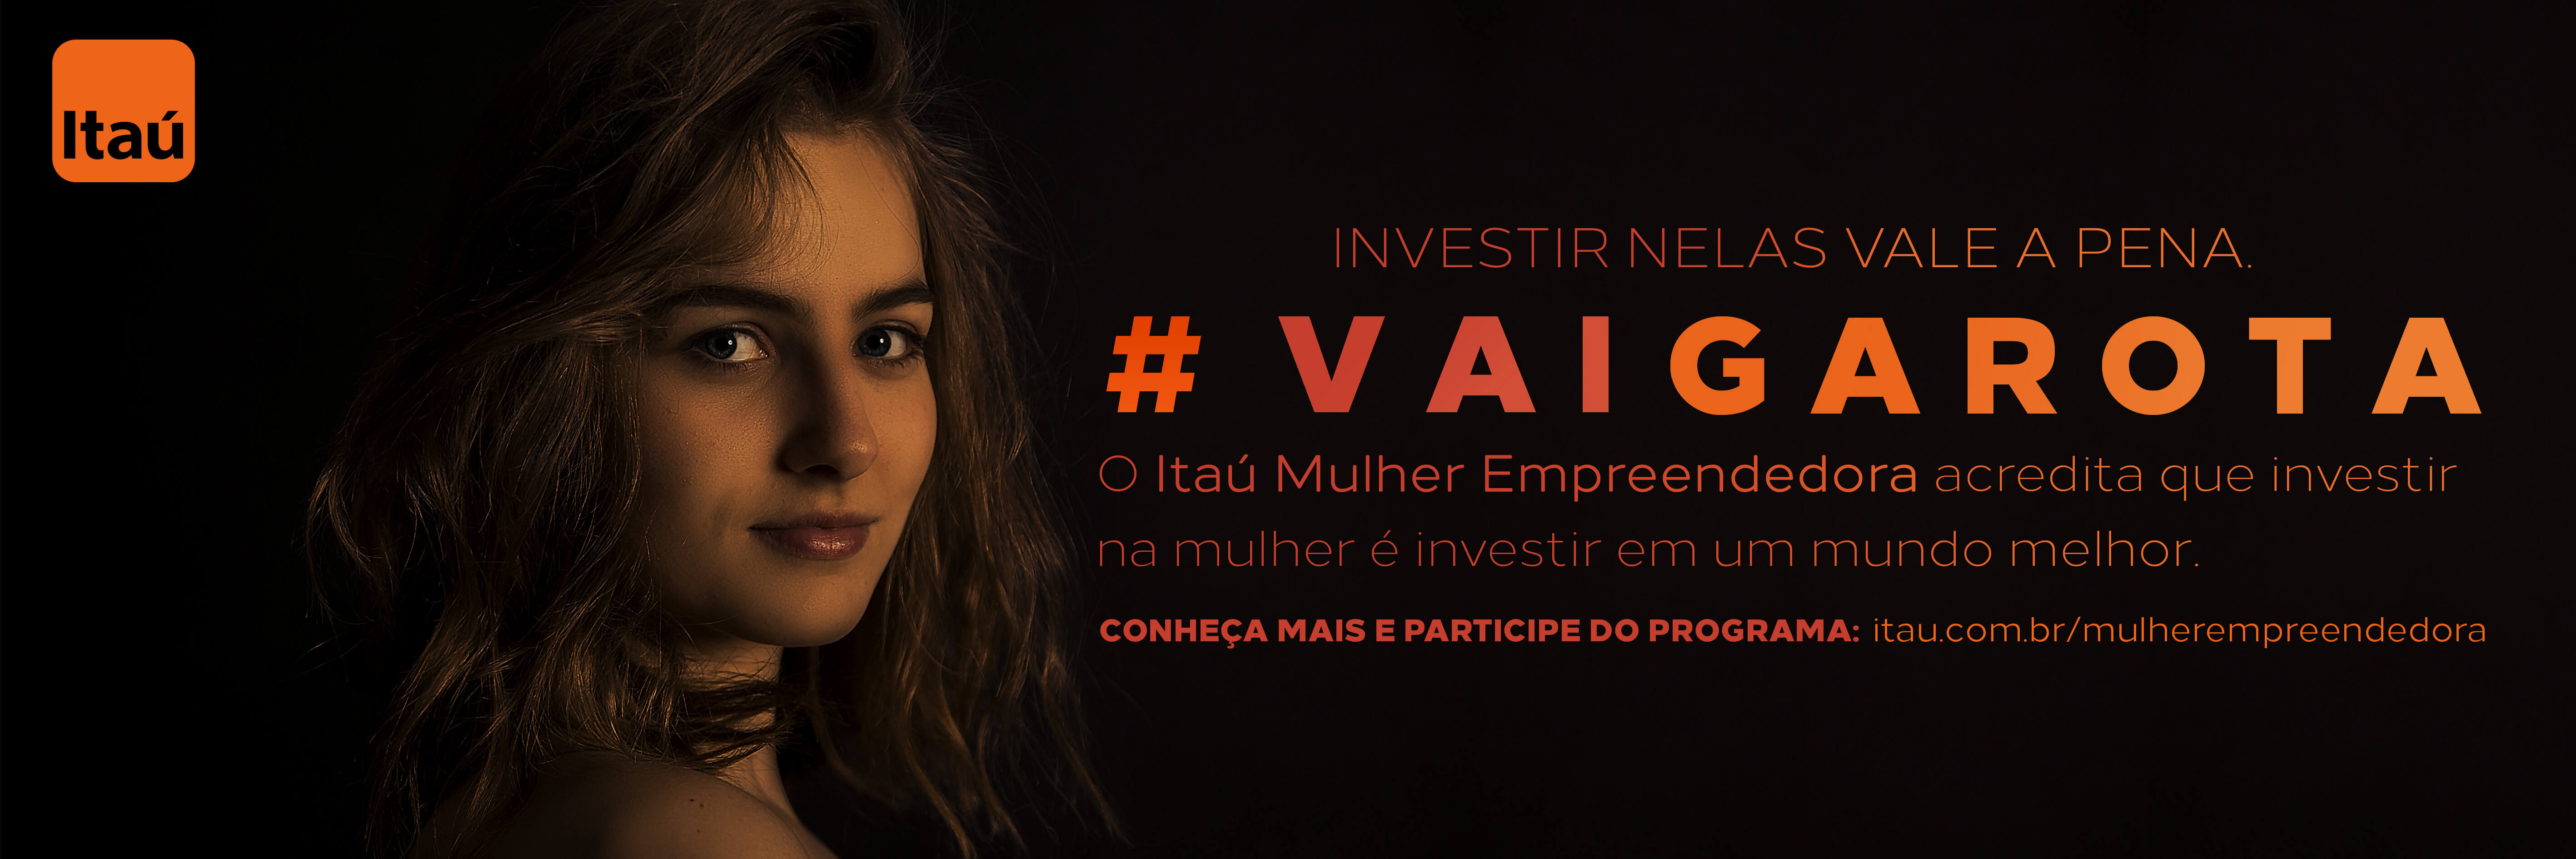 Itaú
INVESTIR NELAS VALE A PENA.
# VAIGAROTA
O Itaú Mulher Empreendedora acredita que investir
na mulher é investir em um mundo melhor.
CONHEÇA MAIS E PARTICIPE DO PROGRAMA: itau.com.br/mulherempreendedora